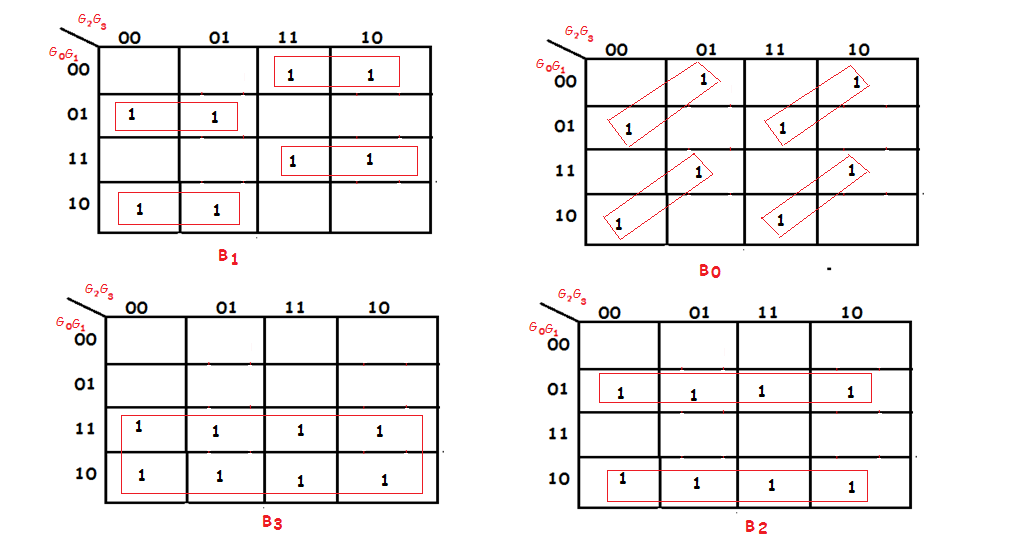 G₂G₃
G₀G₁
00 01 11 10
00 1 1
01 1 1
11 1 1
10 1 1
B₁
G₂G₃
G₀G₁
00 01 11 10
00 1 1
01 1 1
11 1 1
10 1 1
B₀
G₂G₃
G₀G₁
00 01 11 10
00
01
11 1 1 1 1
10 1 1 1 1
B₃
G₂G₃
G₀G₁
00 01 11 10
00
01 1 1 1 1
11
10 1 1 1 1
B₂